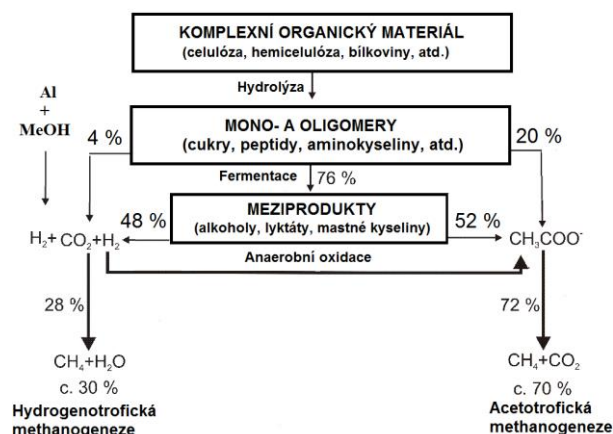 KOMPLEXNÍ ORGANICKÝ MATERIÁL
(celulóza, hemicelulóza, bílkoviny, atd.)
Hydrolýza
Al
+
MeOH
4 %
MONO- A OLIGOMERY
(cukry, peptidy, aminokyseliny, atd.)
20 %
Fermentace
76 %
48 %
MEZIPRODUKTY
(alkoholy, lyktáty, mastné kyseliny)
52 %
H₂+ CO₂+H₂
CH₃COO⁻
Anaerobní oxidace
28 %
72 %
CH₄+H₂O
c. 30 %
CH₄+CO₂
c. 70 %
Hydrogenotrofická
methanogeneze
Acetotrofická
methanogeneze